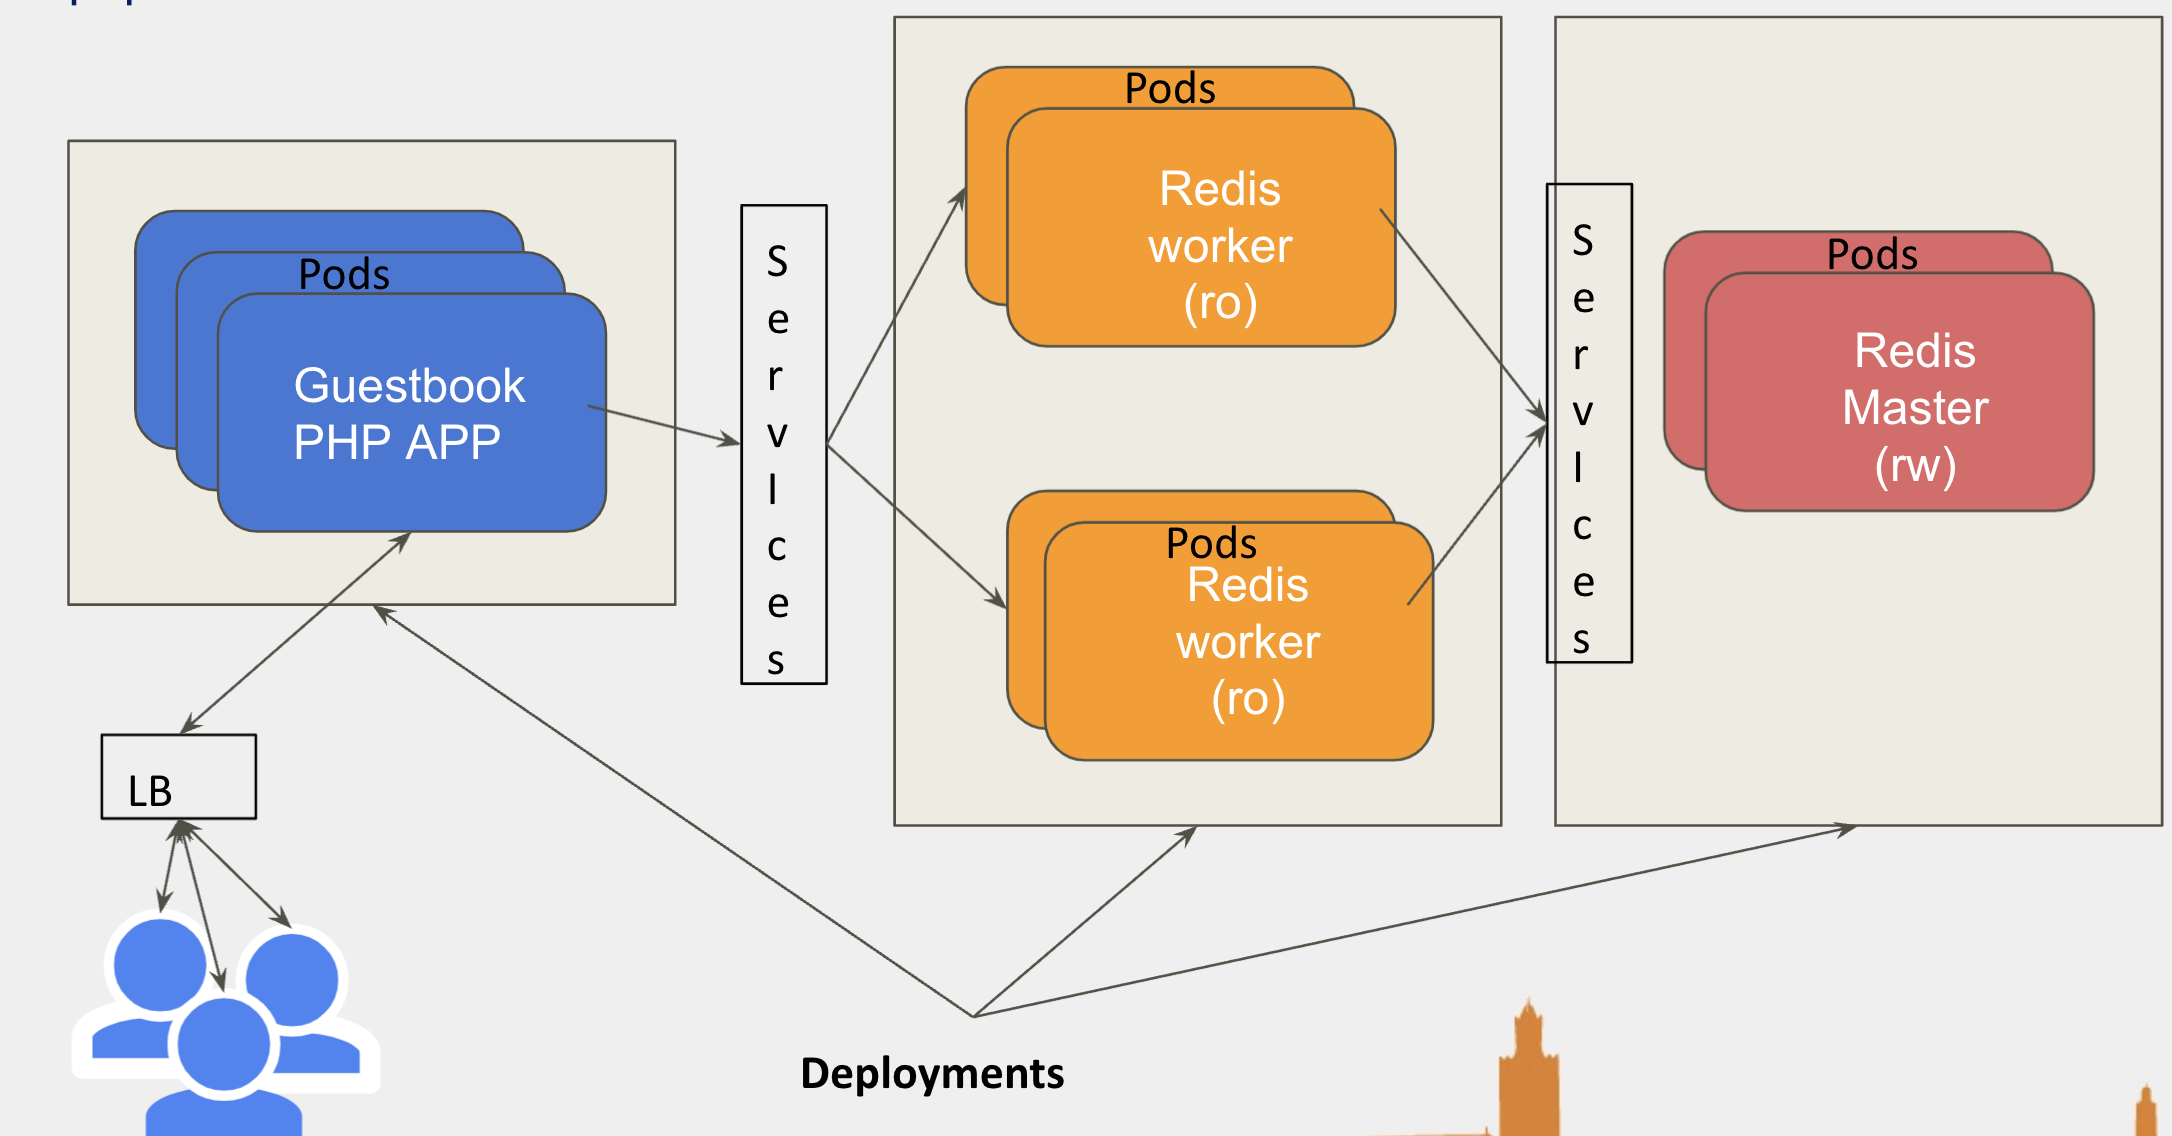 Pods
Guestbook
PHP APP
S
e
r
v
I
c
e
s
Pods
Redis
worker
(ro)
Pods
Redis
worker
(ro)
S
e
r
v
I
c
e
s
Pods
Redis
Master
(rw)
LB
Deployments